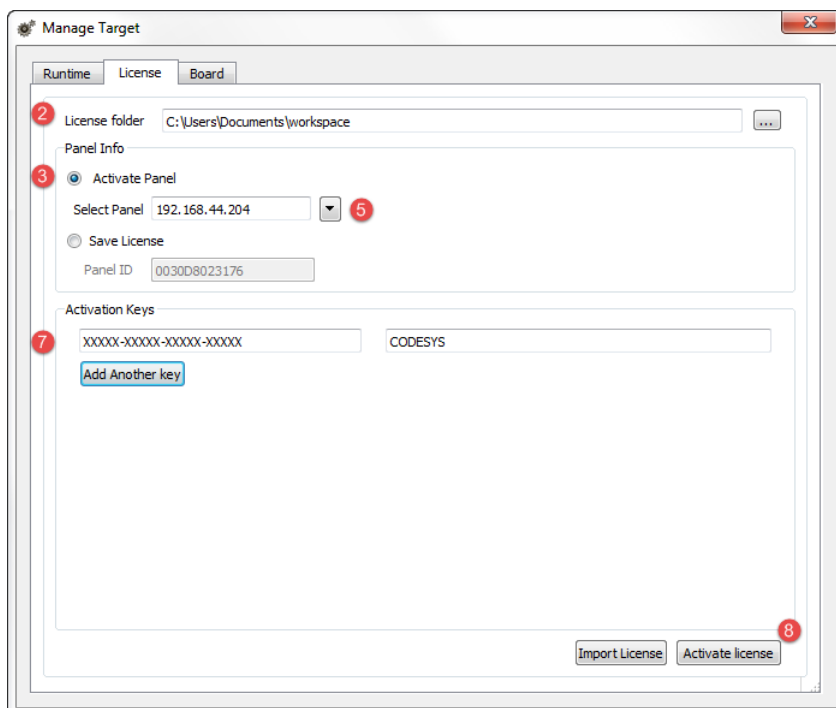 Manage Target
Runtime License Board
2 License folder C:\Users\Documents\workspace ...
Panel Info
3 Activate Panel
Select Panel 192.168.44.204 5
Save License
Panel ID 0030D8023176
Activation Keys
7 XXXXX-XXXXX-XXXXX-XXXXX CODESYS
Add Another key
8
Import License Activate license